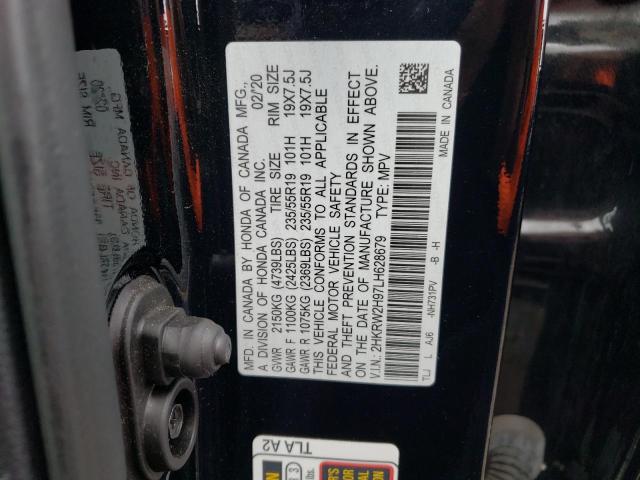 MFD. IN CANADA BY HONDA OF CANADA MFG.,
A DIVISION OF HONDA CANADA INC. 02/20
GVWR 2150KG (4739LBS) TIRE SIZE RIM SIZE
GAWR F 1100KG (2425LBS) 235/55R19 101H 19X7.5J
GAWR R 1075KG (2369LBS) 235/55R19 101H 19X7.5J
THIS VEHICLE CONFORMS TO ALL APPLICABLE
FEDERAL MOTOR VEHICLE SAFETY
AND THEFT PREVENTION STANDARDS IN EFFECT
ON THE DATE OF MANUFACTURE SHOWN ABOVE.
V.I.N.: 2HKRW2H97LH628679 TYPE: MPV
TLJ L AJ6 -NH731PV -B -H
MADE IN CANADA
TLA A2